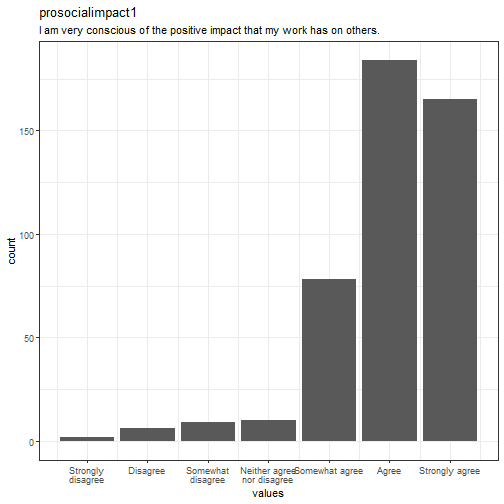 prosocialimpact1
I am very conscious of the positive impact that my work has on others.
150
100
50
0
count
Strongly
disagree
Disagree
Somewhat
disagree
Neither agree
nor disagree
Somewhat agree
Agree
Strongly agree
values